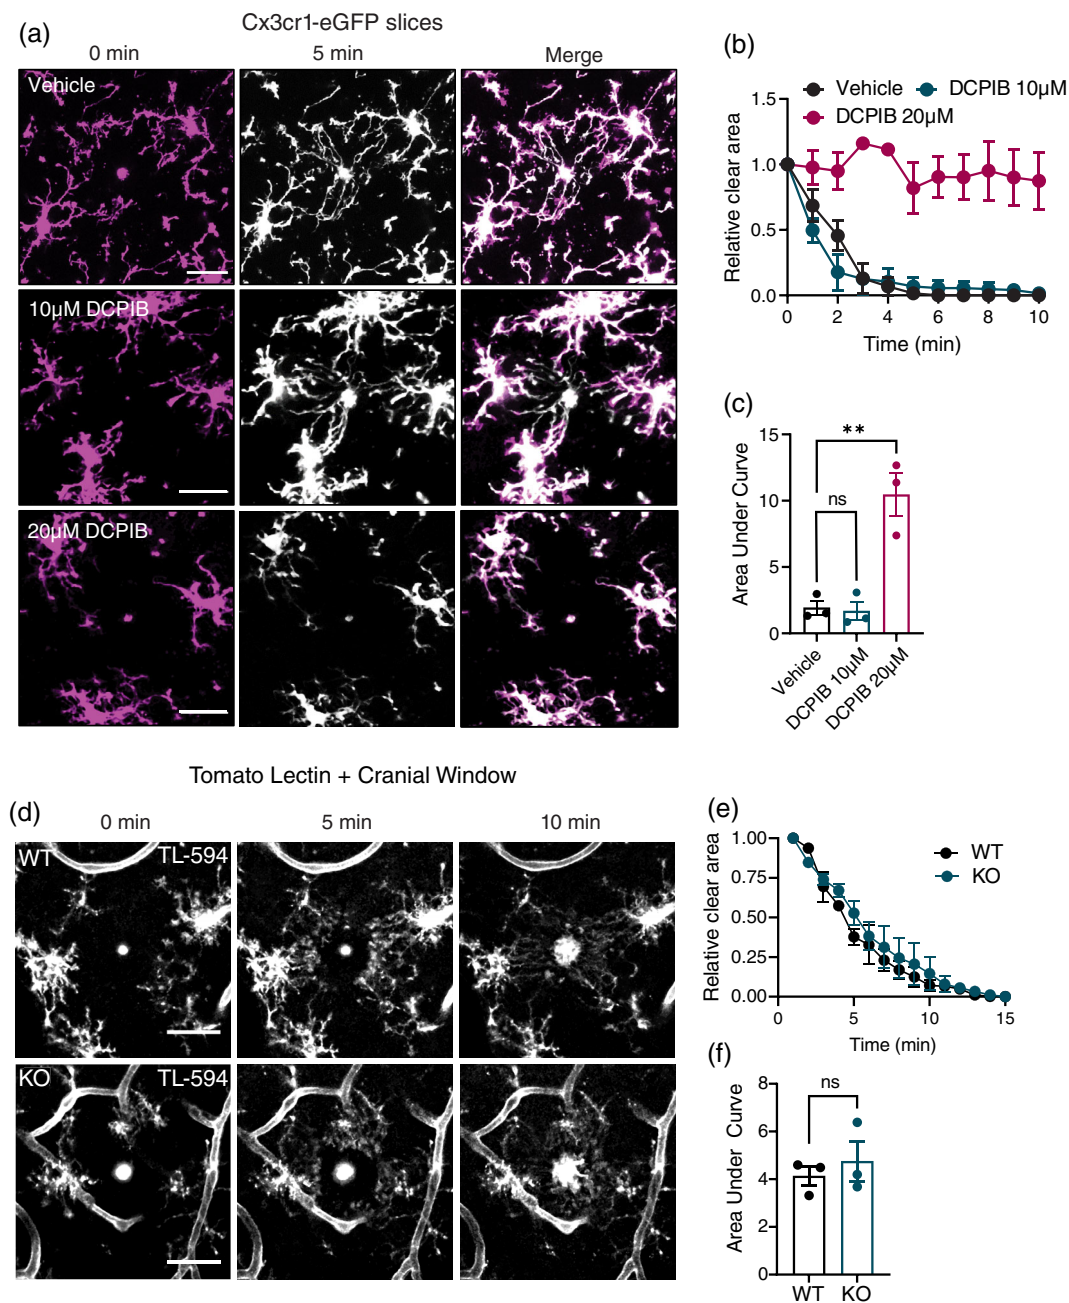 (a)
Cx3cr1-eGFP slices
0 min
5 min
Merge
Vehicle
10µM DCPIB
20µM DCPIB
(b)
Vehicle
DCPIB 10µM
DCPIB 20µM
Relative clear area
1.5
1.0
0.5
0.0
0 2 4 6 8 10
Time (min)
(c)
**
ns
Area Under Curve
15
10
5
0
Vehicle
DCPIB 10µM
DCPIB 20µM
Tomato Lectin + Cranial Window
(d)
0 min
5 min
10 min
WT TL-594
KO TL-594
(e)
WT
KO
Relative clear area
1.00
0.75
0.50
0.25
0.00
0 5 10 15
Time (min)
(f)
ns
Area Under Curve
8
6
4
2
0
WT KO